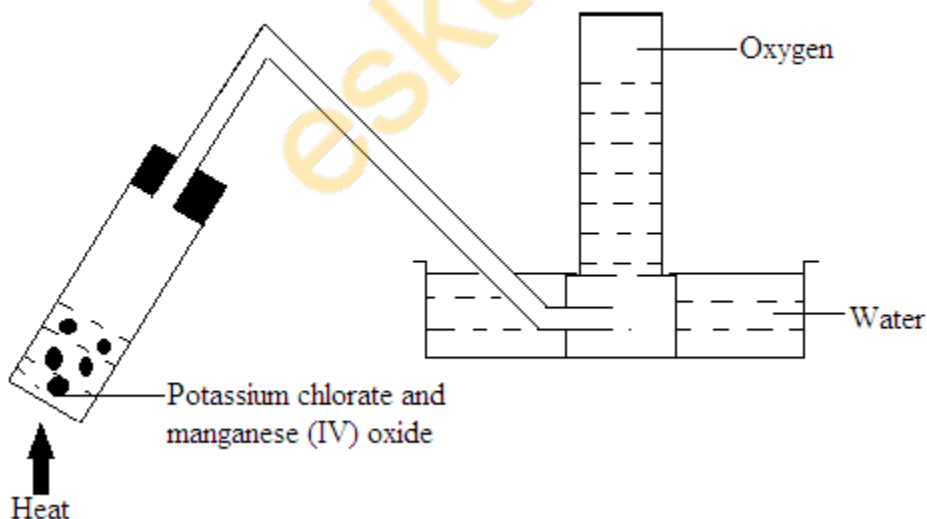 Oxygen
Water
Potassium chlorate and
manganese (IV) oxide
Heat